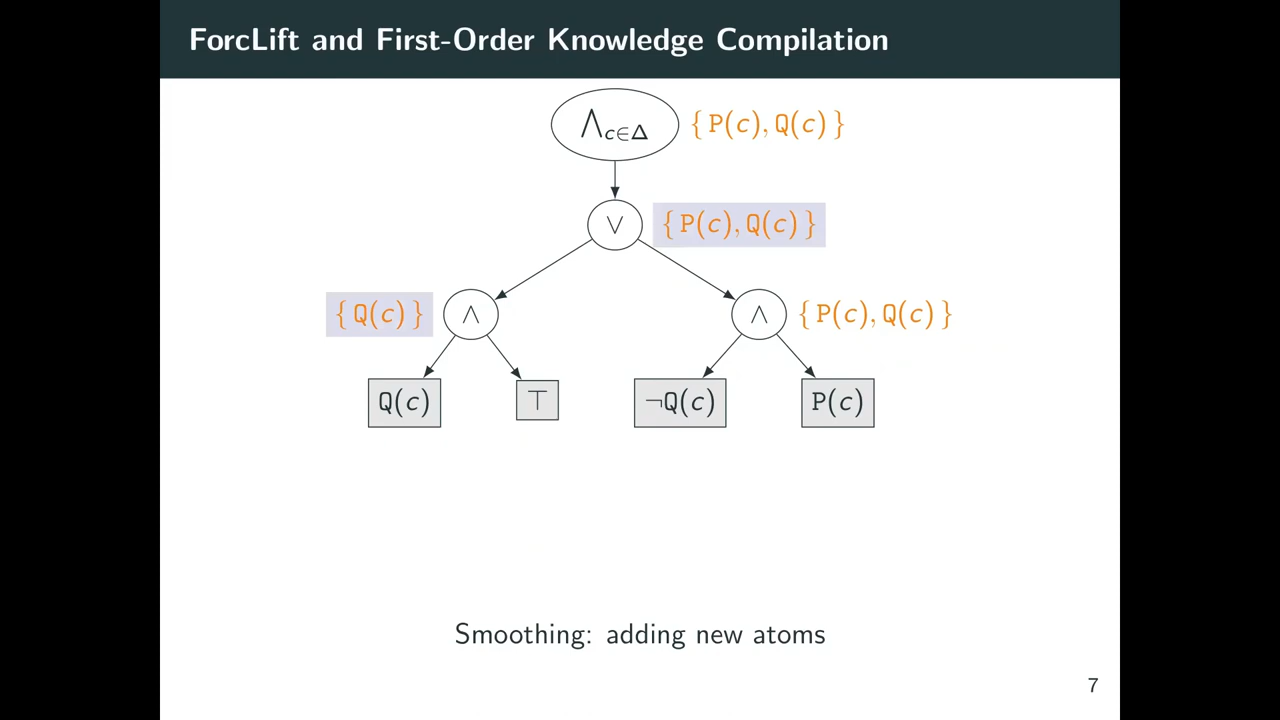 ForcLift and First-Order Knowledge Compilation
⋀c∈Δ { P(c), Q(c) }
∨ { P(c), Q(c) }
{ Q(c) } ∧ ∧ { P(c), Q(c) }
Q(c) ⊤ ¬Q(c) P(c)
Smoothing: adding new atoms
7